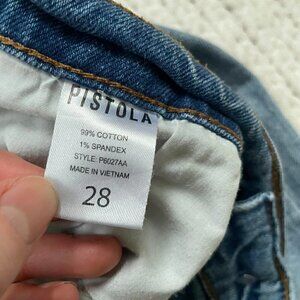 PISTOLA
99% COTTON
1% SPANDEX
STYLE: P6027AA
MADE IN VIETNAM
28